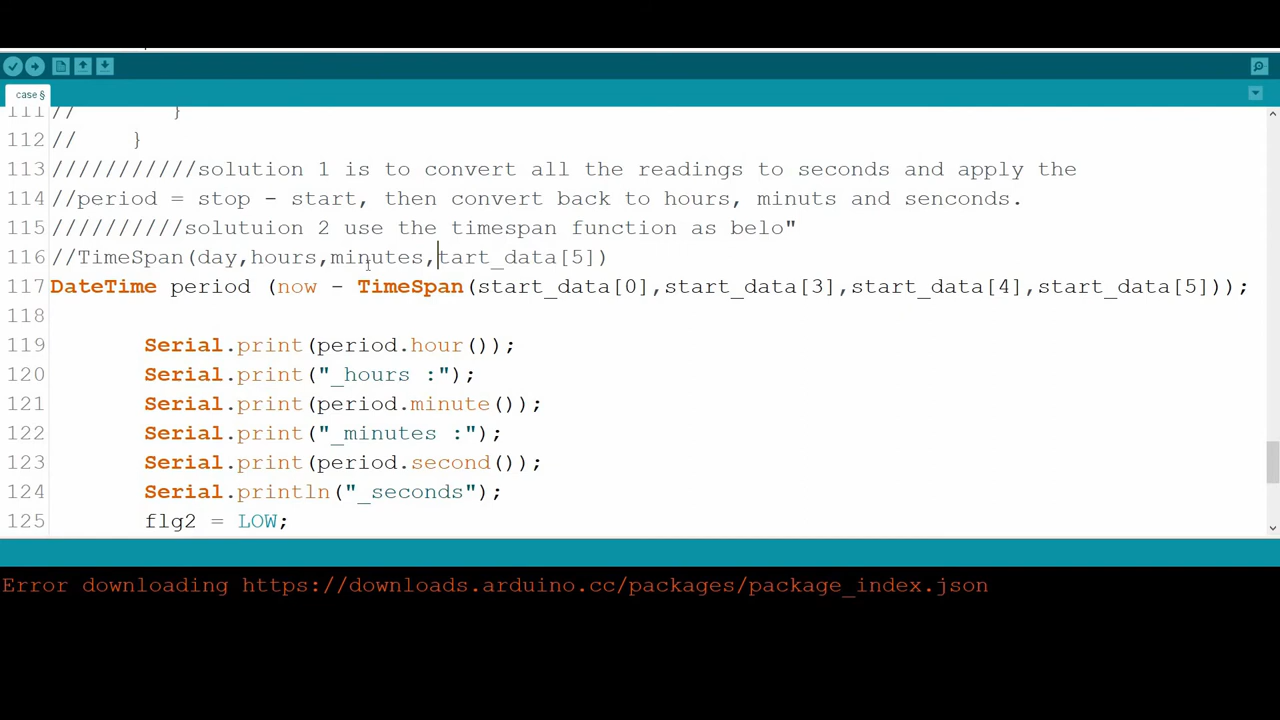 case §
111 // }
112 // }
113 ///////////solution 1 is to convert all the readings to seconds and apply the
114 //period = stop - start, then convert back to hours, minuts and senconds.
115 //////////solutuion 2 use the timespan function as belo"
116 //TimeSpan(day,hours,minutes,tart_data[5])
117 DateTime period (now - TimeSpan(start_data[0],start_data[3],start_data[4],start_data[5]));
118
119 Serial.print(period.hour());
120 Serial.print("_hours :");
121 Serial.print(period.minute());
122 Serial.print("_minutes :");
123 Serial.print(period.second());
124 Serial.println("_seconds");
125 flg2 = LOW;
Error downloading https://downloads.arduino.cc/packages/package_index.json